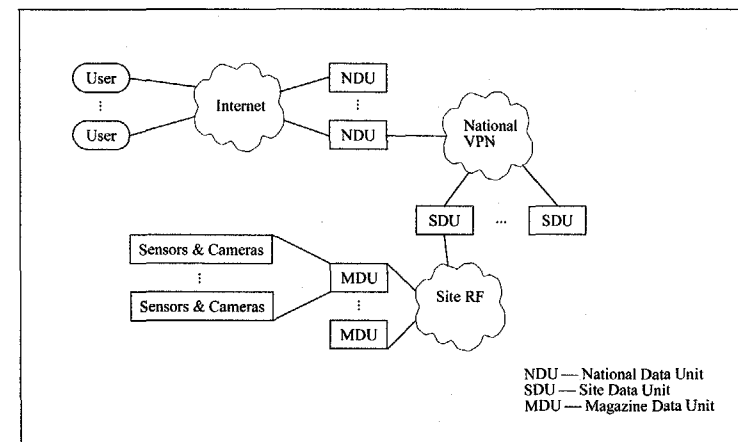 User
NDU
⋮
Internet
⋮
User
NDU
National
VPN
SDU
...
SDU
Sensors & Cameras
⋮
MDU
⋮
Site RF
Sensors & Cameras
MDU
NDU — National Data Unit
SDU — Site Data Unit
MDU — Magazine Data Unit